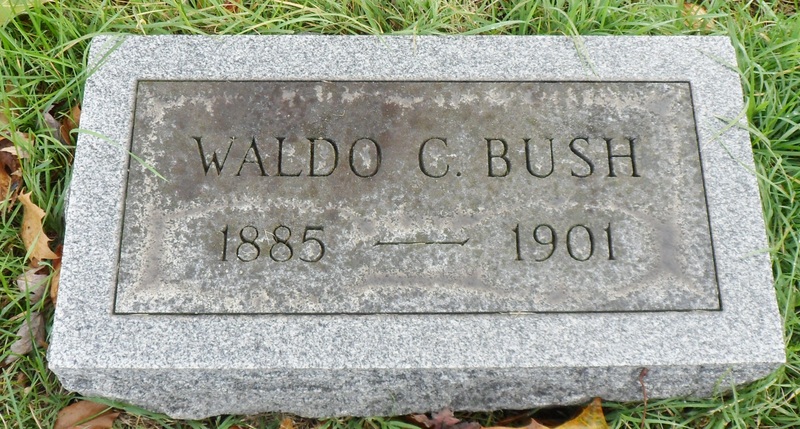 WALDO C. BUSH
1885 — 1901